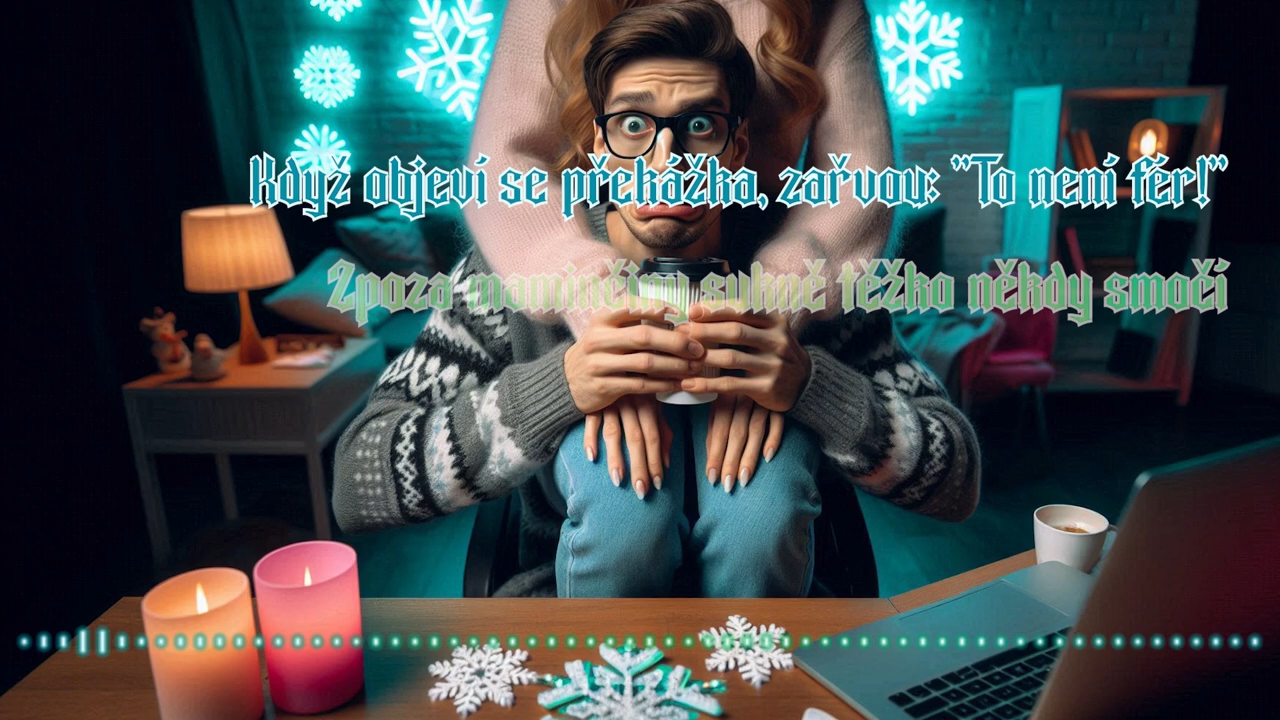 Když objeví se překážka, zařvou: "To není fér!"
Zpoza maminčiny sukně těžko někdy smočí